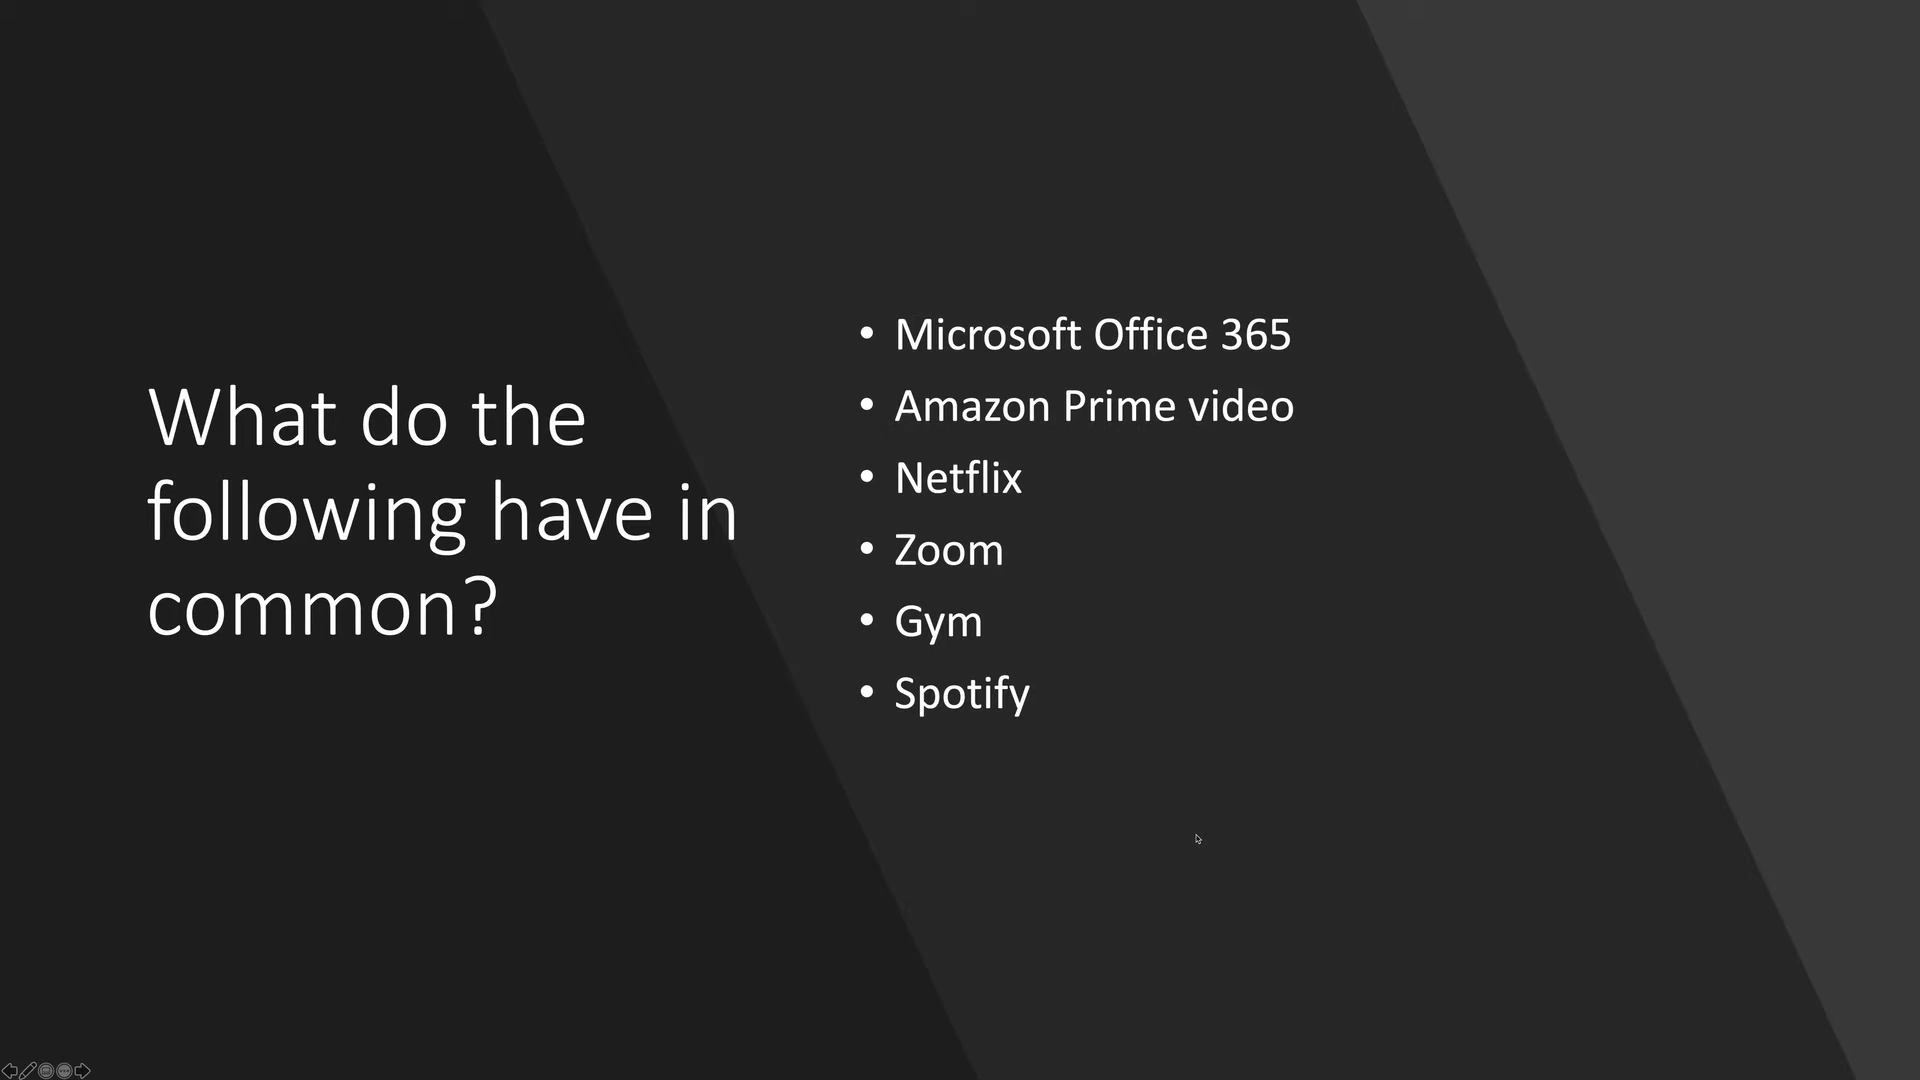 What do the
following have in
common?
• Microsoft Office 365
• Amazon Prime video
• Netflix
• Zoom
• Gym
• Spotify